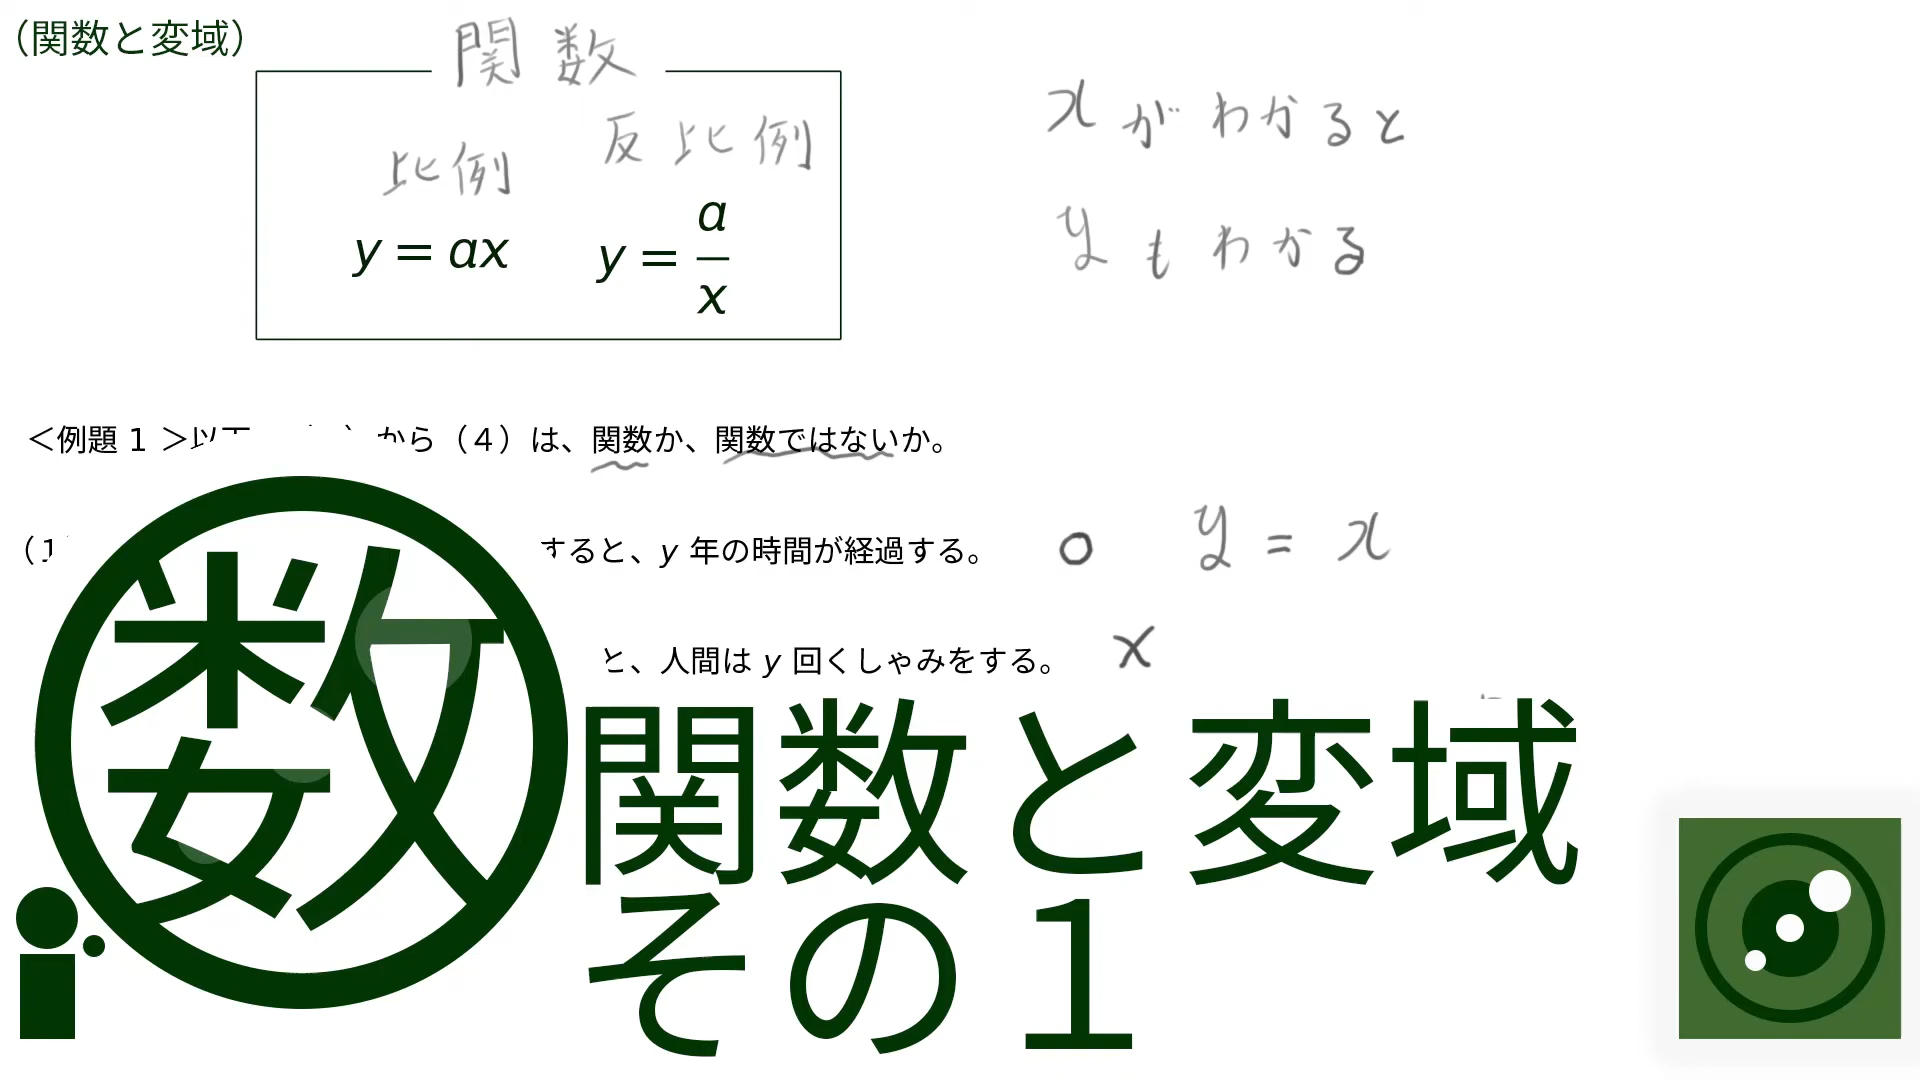 （関数と変域）
関数
比例
反比例
y = ax
y = a/x
xがわかると
yもわかる
＜例題 1 ＞以下 から（4）は、関数か、関数ではないか。
（1 すると、y 年の時間が経過する。 ○ y = x
と、人間は y 回くしゃみをする。 ×
数
関数と変域
その1